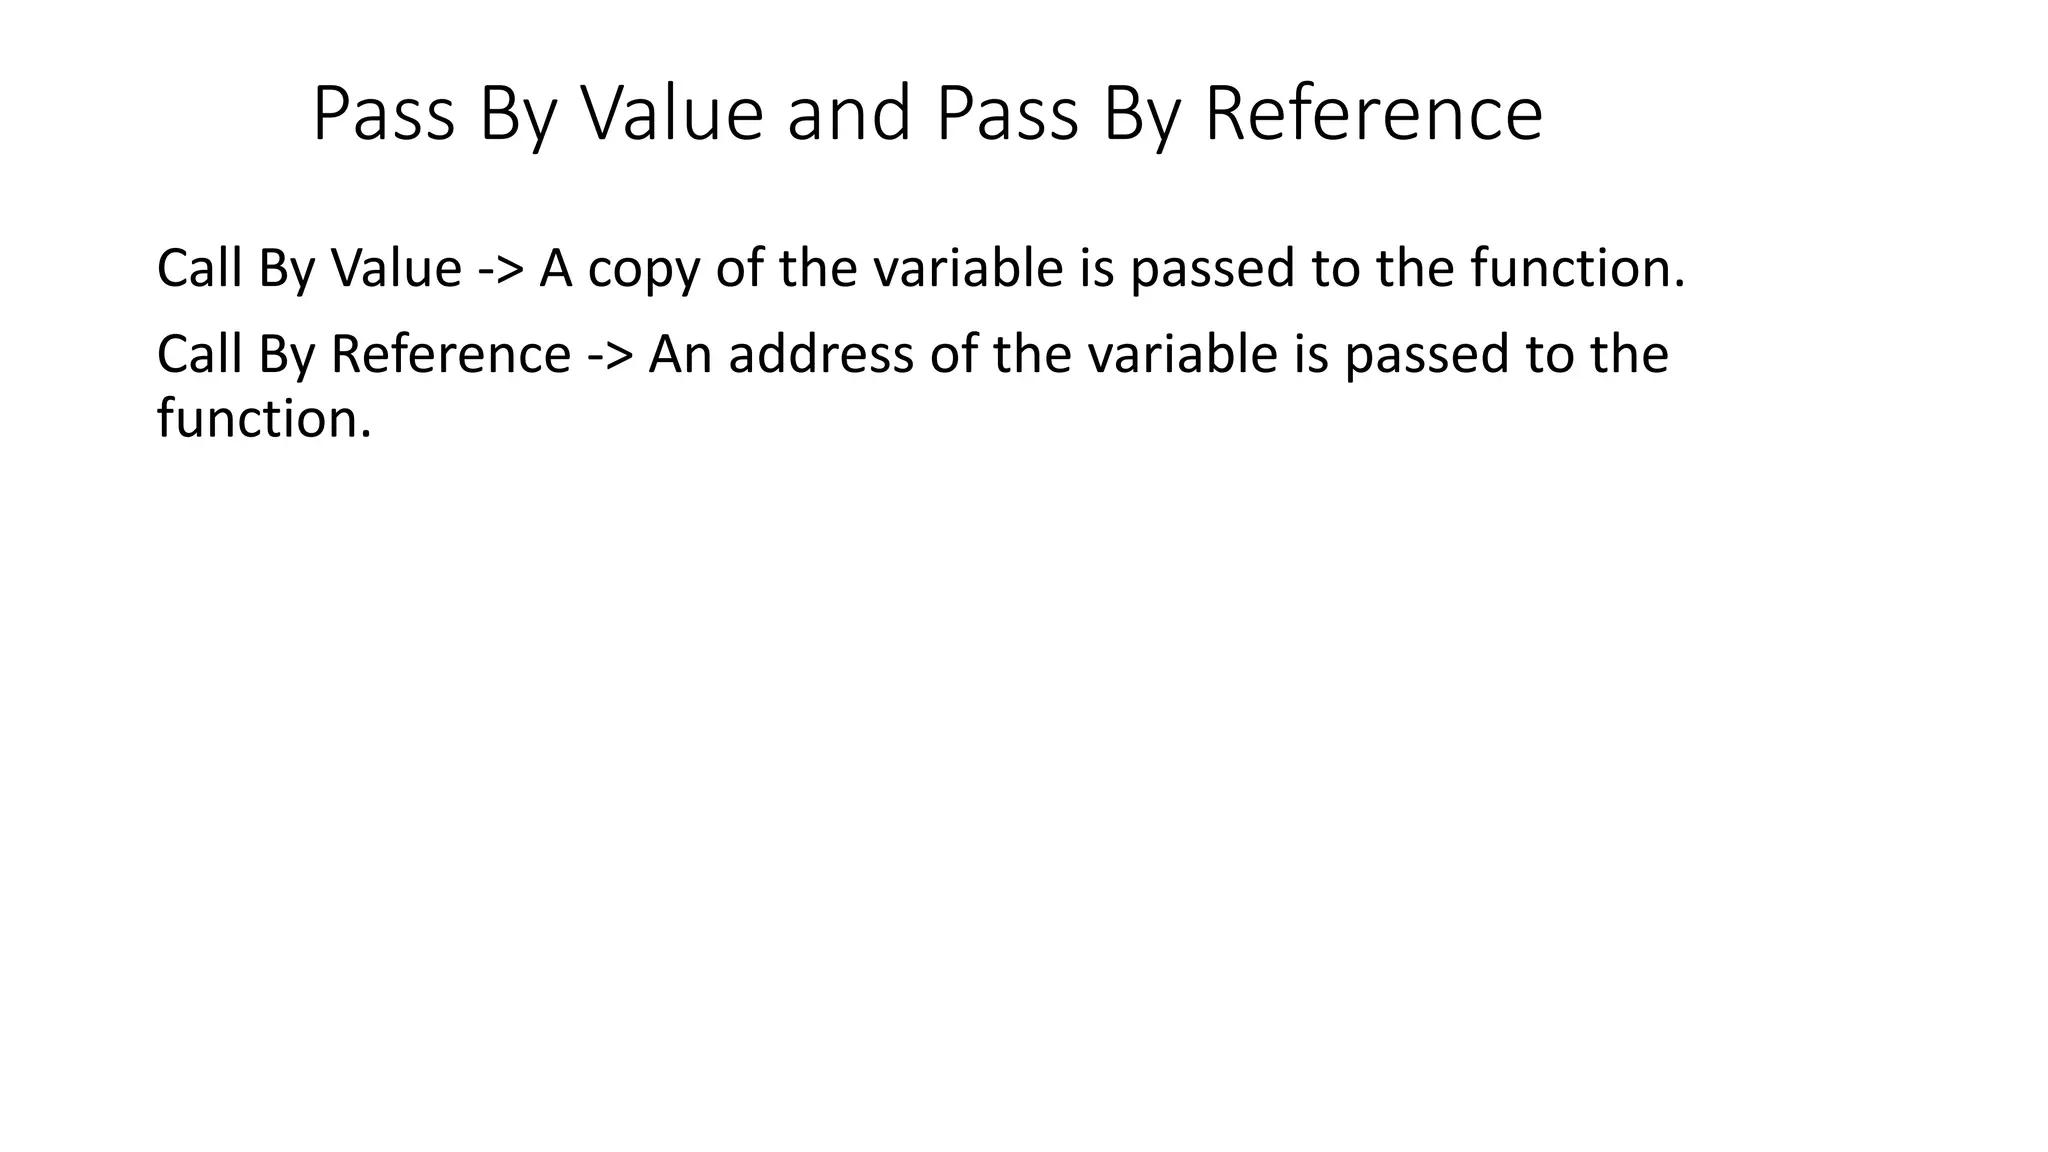 Pass By Value and Pass By Reference
Call By Value -> A copy of the variable is passed to the function.
Call By Reference -> An address of the variable is passed to the
function.